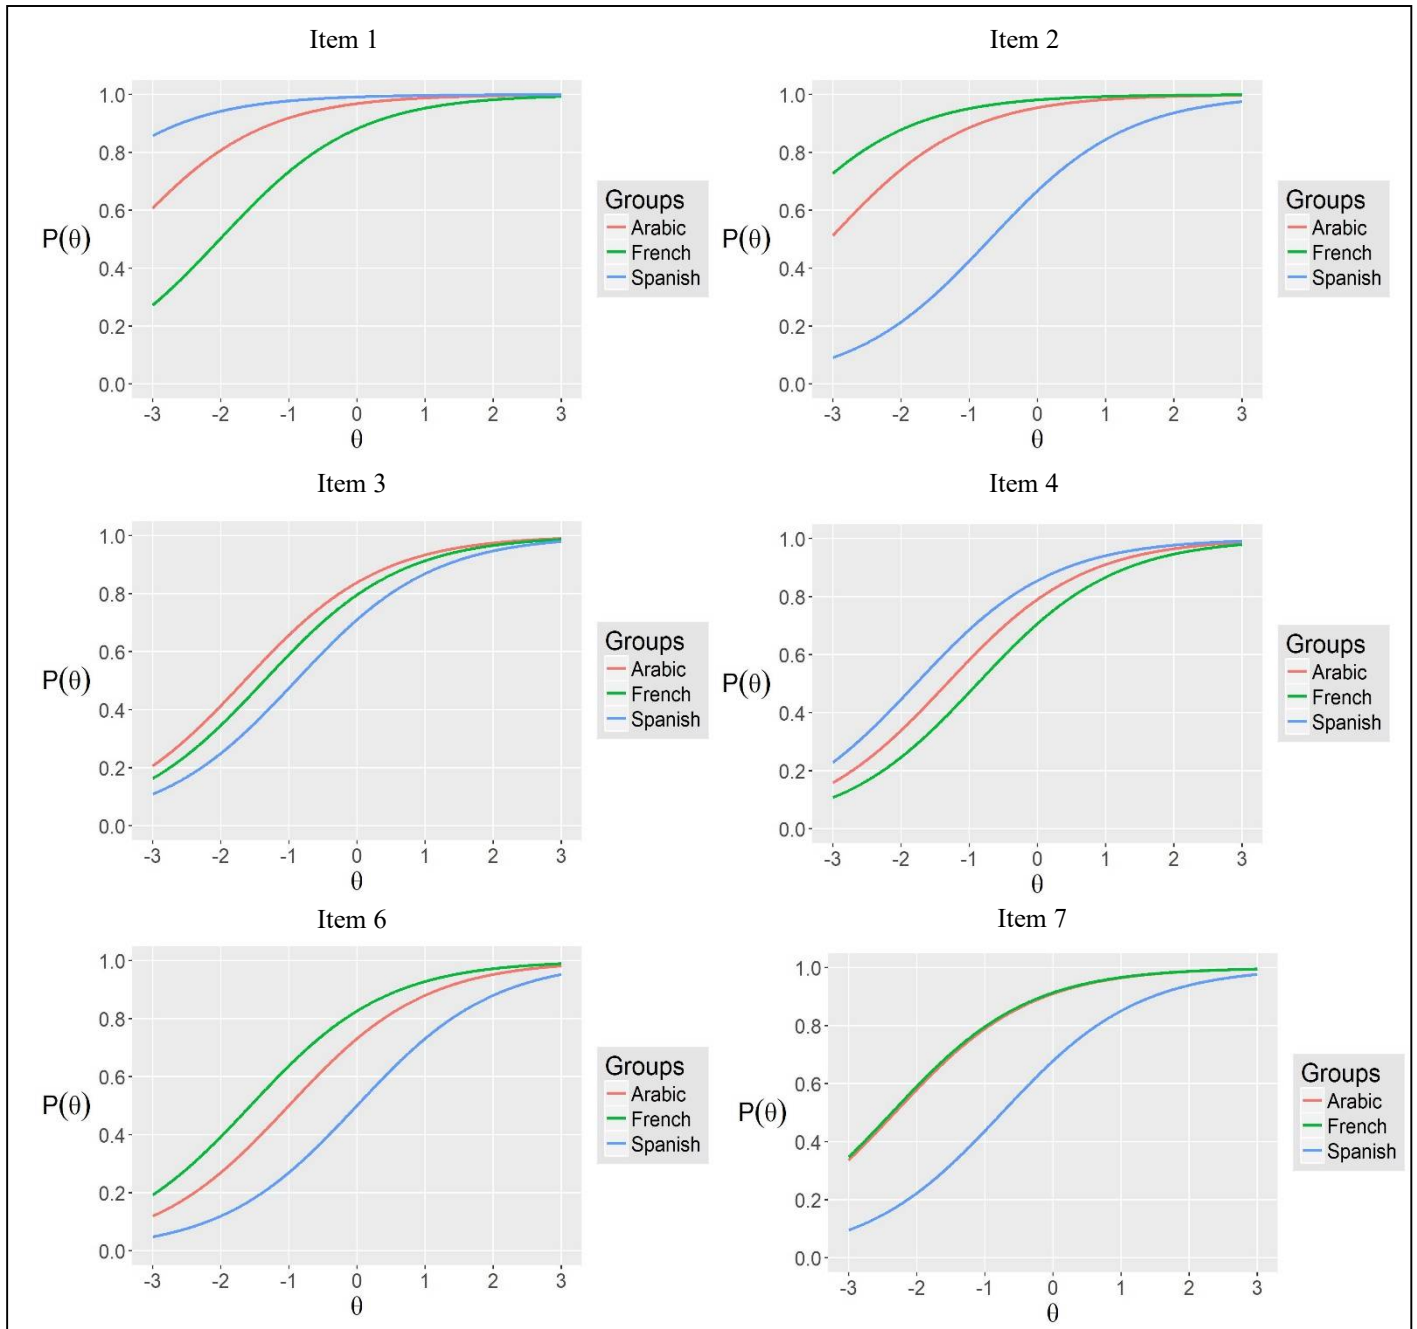 Item 1
1.0
0.8
0.6
P(θ)
0.4
0.2
0.0
-3 -2 -1 0 1 2 3
θ
Groups
Arabic
French
Spanish
Item 2
1.0
0.8
0.6
P(θ)
0.4
0.2
0.0
-3 -2 -1 0 1 2 3
θ
Groups
Arabic
French
Spanish
Item 3
1.0
0.8
0.6
P(θ)
0.4
0.2
0.0
-3 -2 -1 0 1 2 3
θ
Groups
Arabic
French
Spanish
Item 4
1.0
0.8
0.6
P(θ)
0.4
0.2
0.0
-3 -2 -1 0 1 2 3
θ
Groups
Arabic
French
Spanish
Item 6
1.0
0.8
0.6
P(θ)
0.4
0.2
0.0
-3 -2 -1 0 1 2 3
θ
Groups
Arabic
French
Spanish
Item 7
1.0
0.8
0.6
P(θ)
0.4
0.2
0.0
-3 -2 -1 0 1 2 3
θ
Groups
Arabic
French
Spanish